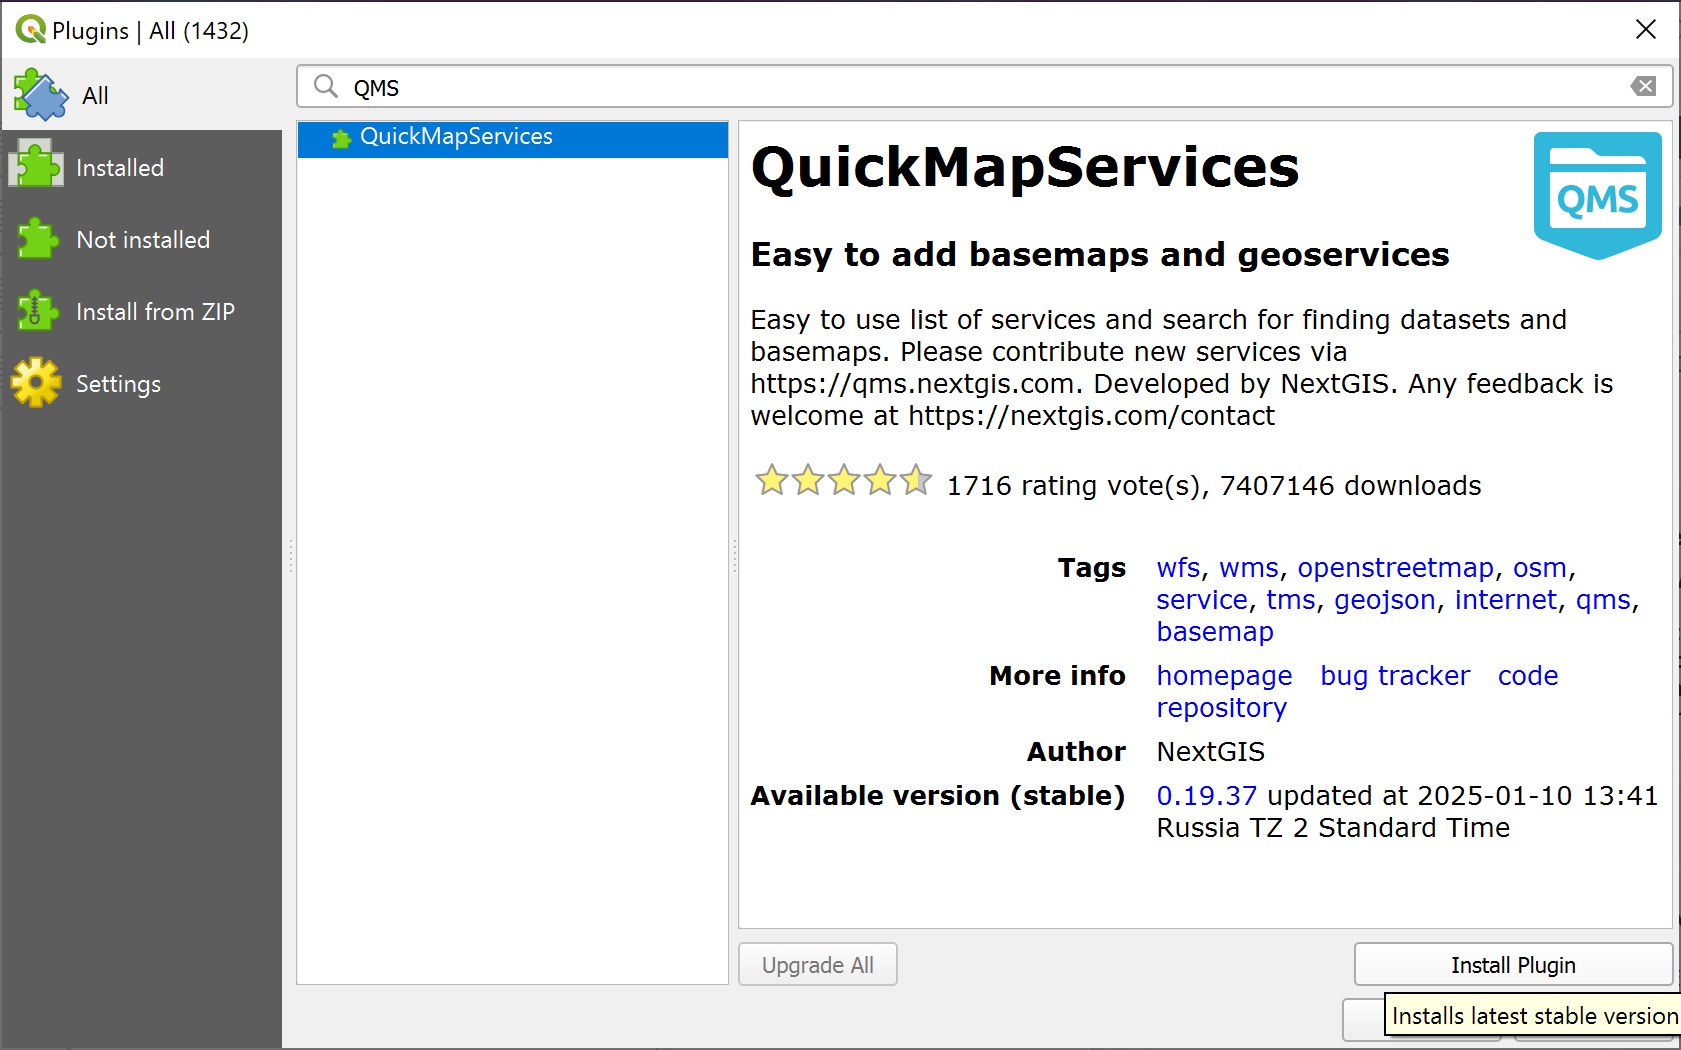 Plugins | All (1432)
All
Installed
Not installed
Install from ZIP
Settings
QMS
QuickMapServices
QuickMapServices
QMS
Easy to add basemaps and geoservices
Easy to use list of services and search for finding datasets and
basemaps. Please contribute new services via
https://qms.nextgis.com. Developed by NextGIS. Any feedback is
welcome at https://nextgis.com/contact
1716 rating vote(s), 7407146 downloads
Tags wfs, wms, openstreetmap, osm,
service, tms, geojson, internet, qms,
basemap
More info homepage bug tracker code
repository
Author NextGIS
Available version (stable) 0.19.37 updated at 2025-01-10 13:41
Russia TZ 2 Standard Time
Upgrade All
Install Plugin
Installs latest stable version